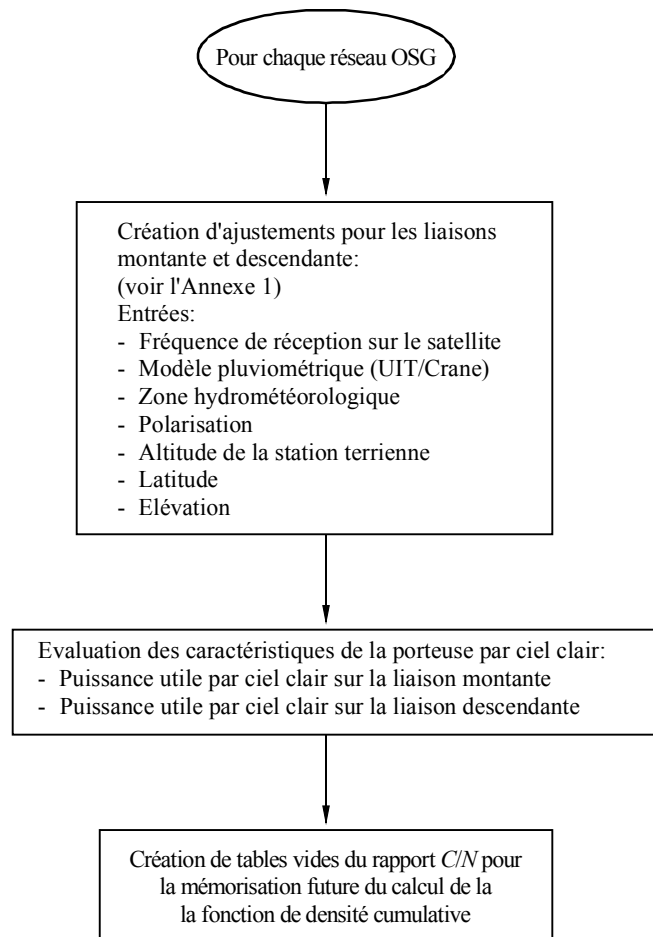 Pour chaque réseau OSG
Création d'ajustements pour les liaisons
montante et descendante:
(voir l'Annexe 1)
Entrées:
- Fréquence de réception sur le satellite
- Modèle pluviométrique (UIT/Crane)
- Zone hydrométéorologique
- Polarisation
- Altitude de la station terrienne
- Latitude
- Elévation
Evaluation des caractéristiques de la porteuse par ciel clair:
- Puissance utile par ciel clair sur la liaison montante
- Puissance utile par ciel clair sur la liaison descendante
Création de tables vides du rapport C/N pour
la mémorisation future du calcul de la
la fonction de densité cumulative